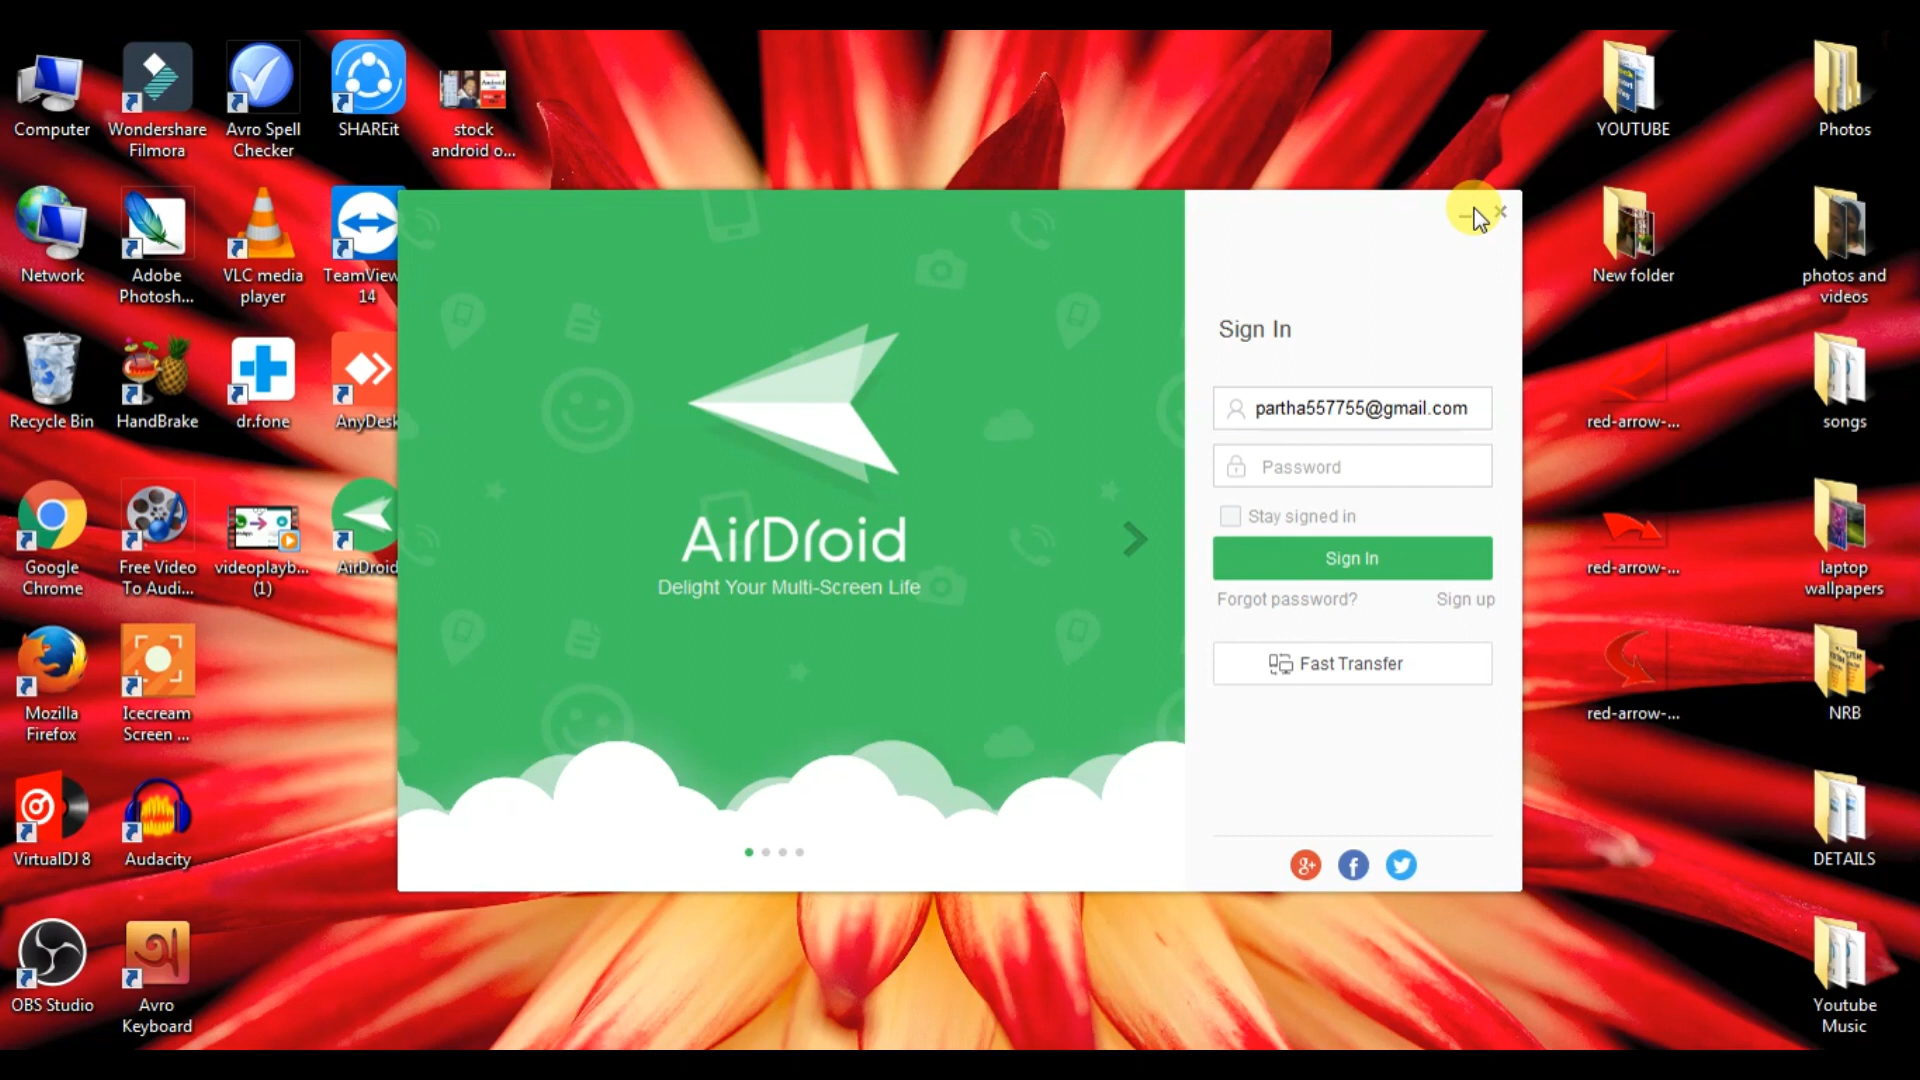 Computer
Wondershare
Filmora
Avro Spell
Checker
SHAREit
stock
android o...
YOUTUBE
Photos
Network
Adobe
Photosh...
VLC media
player
TeamView
14
New folder
photos and
videos
Recycle Bin
HandBrake
dr.fone
AnyDesk
red-arrow-...
songs
Google
Chrome
Free Video
To Audi...
videoplayb...
(1)
AirDroid
red-arrow-...
laptop
wallpapers
Mozilla
Firefox
Icecream
Screen ...
red-arrow-...
NRB
VirtualDJ 8
Audacity
DETAILS
OBS Studio
Avro
Keyboard
Youtube
Music
AirDroid
Delight Your Multi-Screen Life
Sign In
partha557755@gmail.com
Password
Stay signed in
Sign In
Forgot password?
Sign up
Fast Transfer